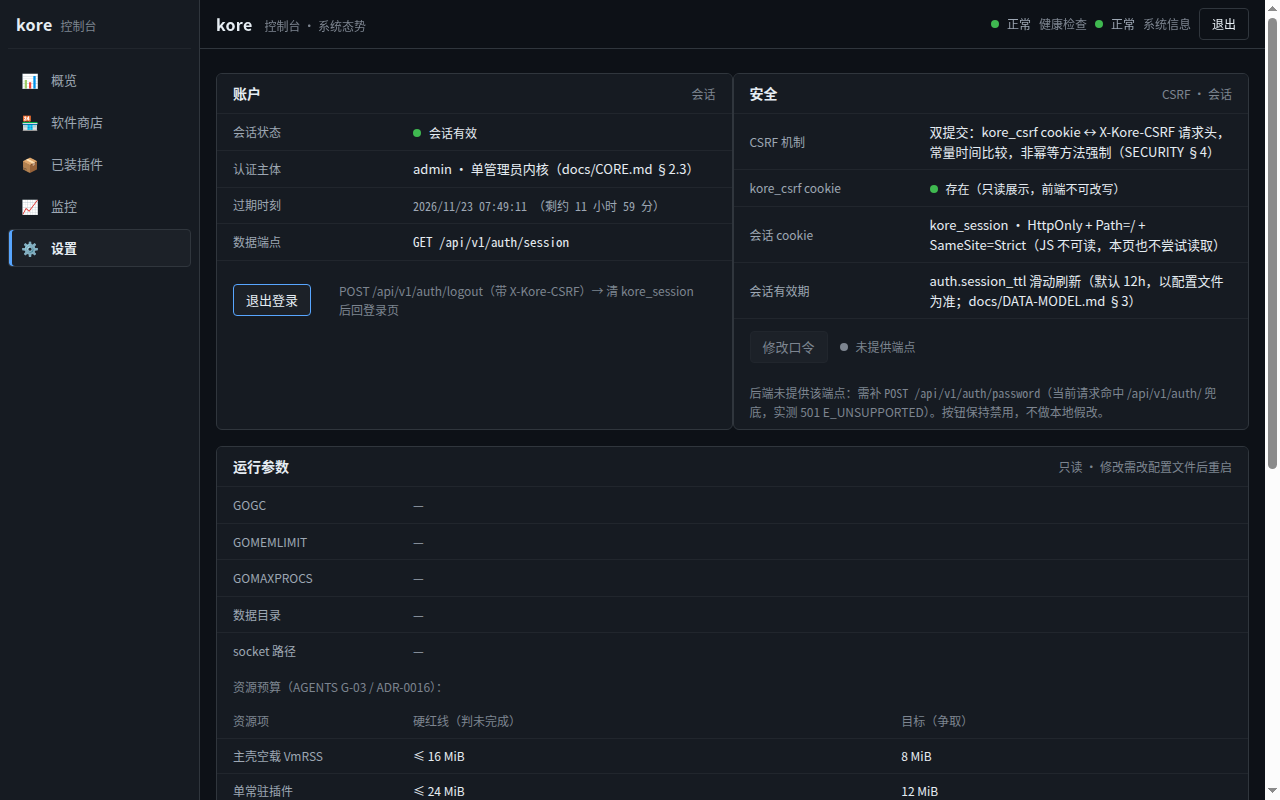 kore 控制台
概览
软件商店
已装插件
监控
设置
kore 控制台 · 系统态势
正常 健康检查 正常 系统信息 退出
账户 会话
会话状态 会话有效
认证主体 admin · 单管理员内核（docs/CORE.md §2.3）
过期时刻 2026/11/23 07:49:11 （剩约 11 小时 59 分）
数据端点 GET /api/v1/auth/session
退出登录 POST /api/v1/auth/logout（带 X-Kore-CSRF）→ 清 kore_session
后回登录页
安全 CSRF · 会话
CSRF 机制 双提交：kore_csrf cookie ↔ X-Kore-CSRF 请求头，
常量时间比较，非幂等方法强制（SECURITY §4）
kore_csrf cookie 存在（只读展示，前端不可改写）
会话 cookie kore_session · HttpOnly + Path=/ +
SameSite=Strict（JS 不可读，本页也不尝试读取）
会话有效期 auth.session_ttl 滑动刷新（默认 12h，以配置文件
为准；docs/DATA-MODEL.md §3）
修改口令 未提供端点
后端未提供该端点：需补 POST /api/v1/auth/password（当前请求命中 /api/v1/auth/ 兜
底，实测 501 E_UNSUPPORTED）。按钮保持禁用，不做本地假改。
运行参数 只读 · 修改需改配置文件后重启
GOGC —
GOMEMLIMIT —
GOMAXPROCS —
数据目录 —
socket 路径 —
资源预算（AGENTS G-03 / ADR-0016）：
资源项 硬红线（判未完成） 目标（争取）
主壳空载 VmRSS ≤ 16 MiB 8 MiB
单常驻插件 ≤ 24 MiB 12 MiB